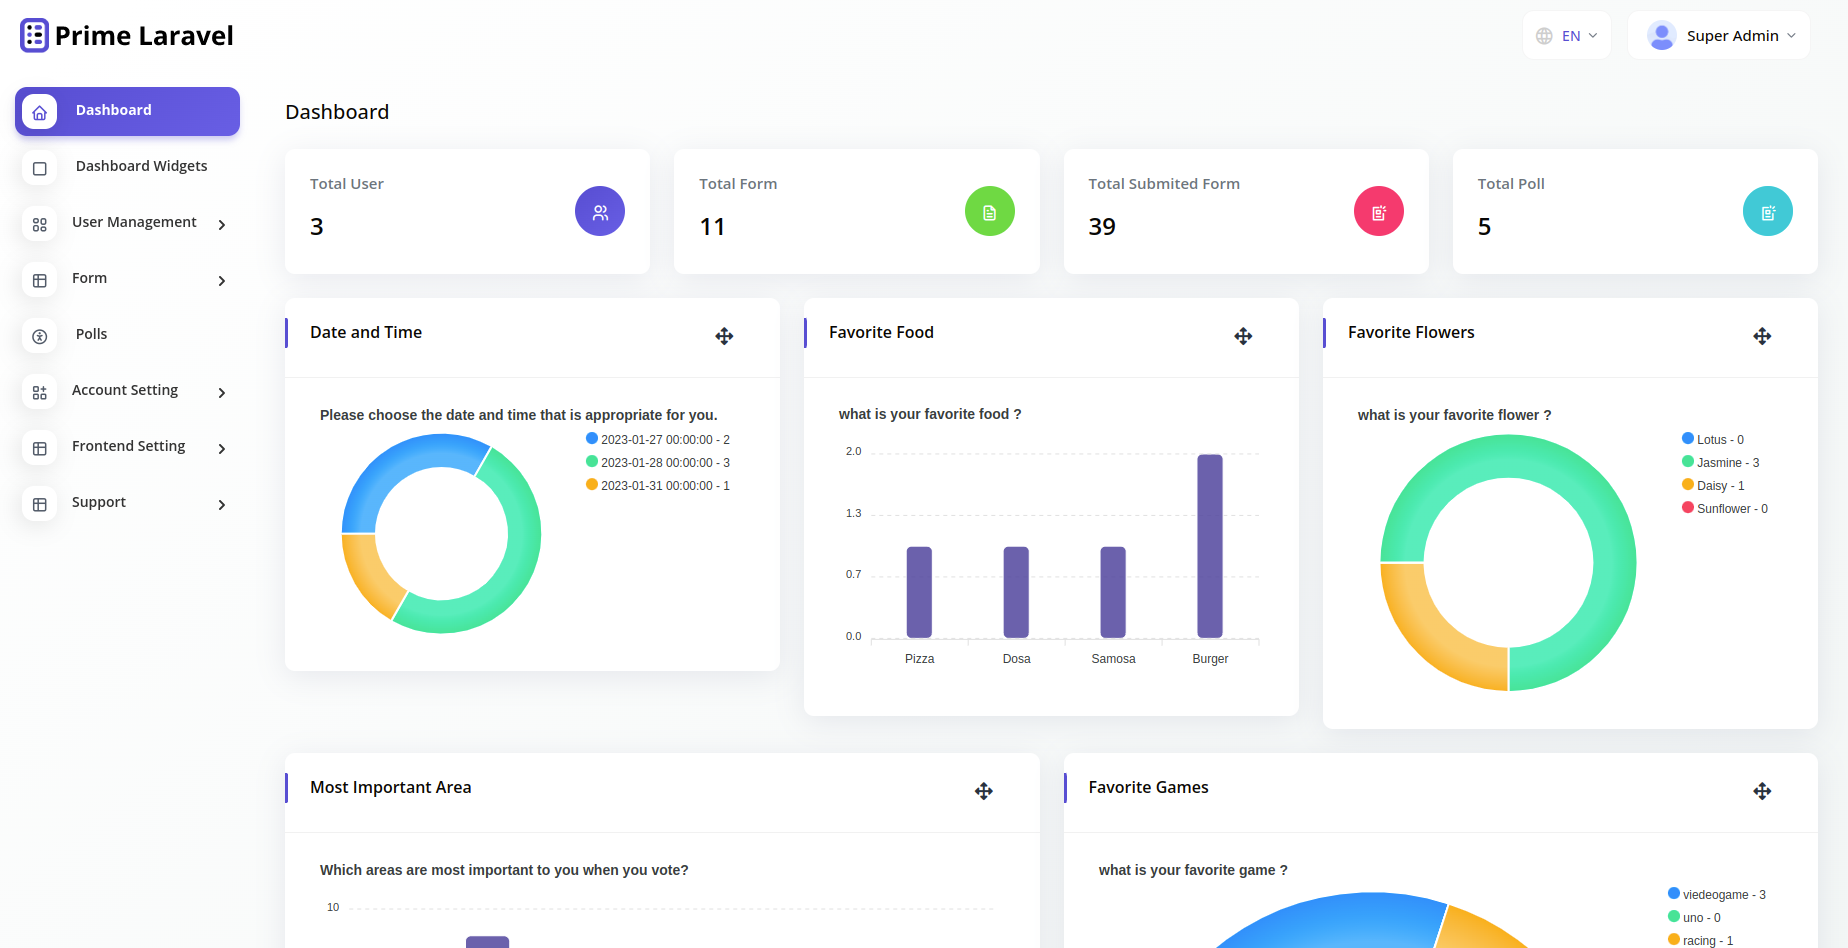 Prime Laravel
EN
Super Admin
Dashboard
Dashboard Widgets
User Management
Form
Polls
Account Setting
Frontend Setting
Support
Dashboard
Total User
3
Total Form
11
Total Submited Form
39
Total Poll
5
Date and Time
Please choose the date and time that is appropriate for you.
2023-01-27 00:00:00 - 2
2023-01-28 00:00:00 - 3
2023-01-31 00:00:00 - 1
Favorite Food
what is your favorite food ?
2.0
1.3
0.7
0.0
Pizza Dosa Samosa Burger
Favorite Flowers
what is your favorite flower ?
Lotus - 0
Jasmine - 3
Daisy - 1
Sunflower - 0
Most Important Area
Which areas are most important to you when you vote?
10
Favorite Games
what is your favorite game ?
viedeogame - 3
uno - 0
racing - 1